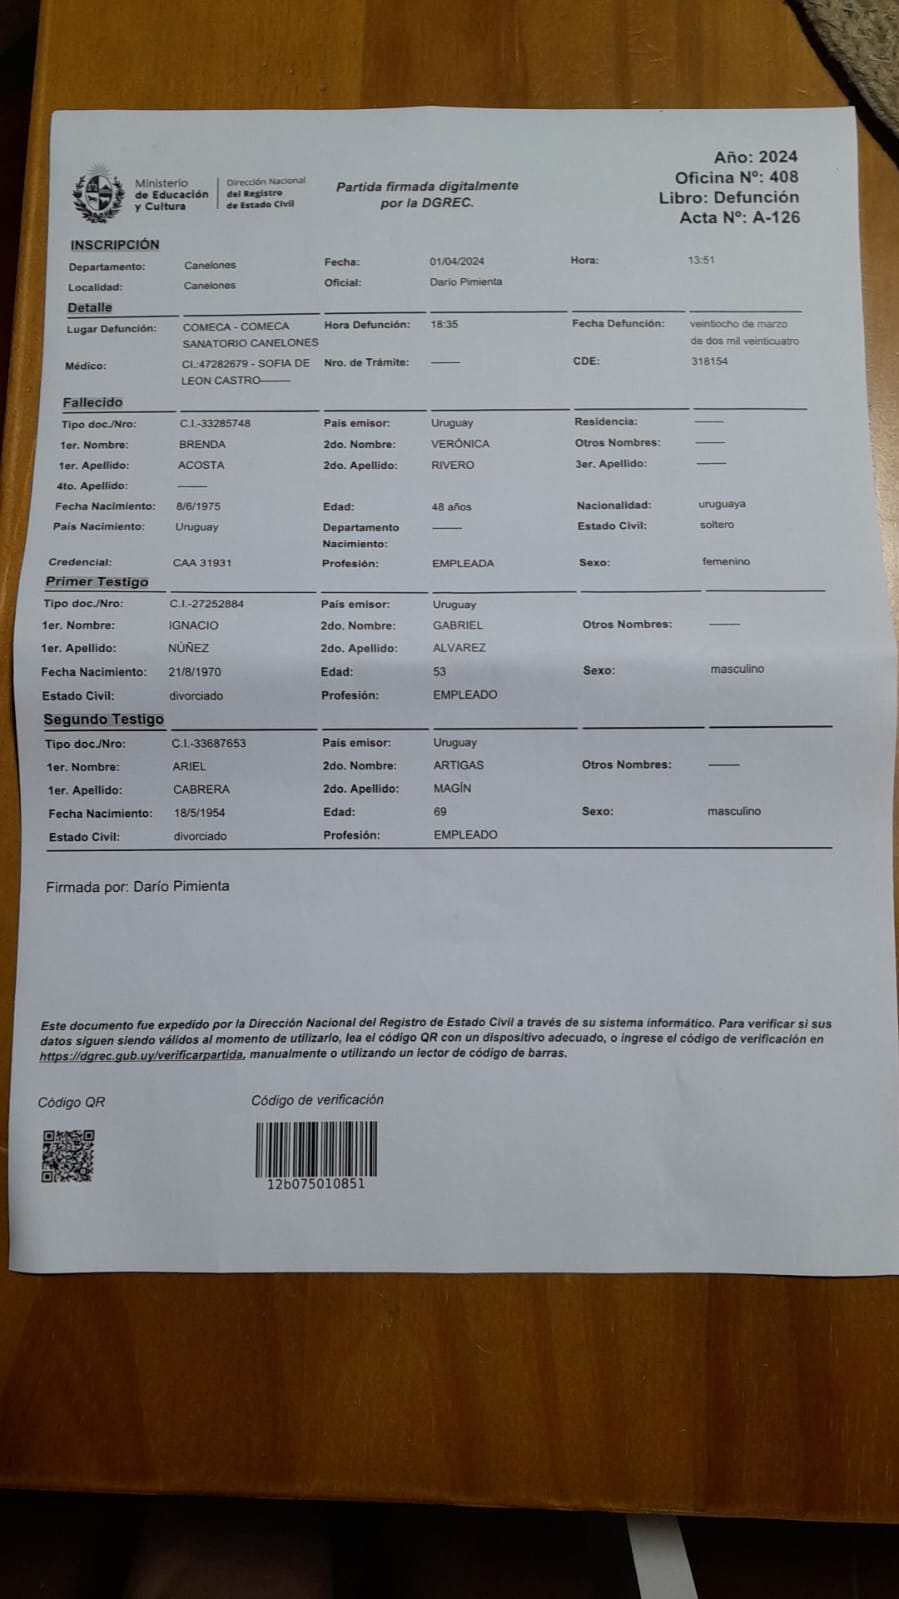 Ministerio
de Educación
y Cultura
Dirección Nacional
del Registro
de Estado Civil
Partida firmada digitalmente
por la DGREC.
Año: 2024
Oficina Nº: 408
Libro: Defunción
Acta Nº: A-126
INSCRIPCIÓN
Departamento: Canelones Fecha: 01/04/2024 Hora: 13:51
Localidad: Canelones Oficial: Darío Pimienta
Detalle
Lugar Defunción: COMECA - COMECA Hora Defunción: 18:35 Fecha Defunción: veintiocho de marzo
SANATORIO CANELONES de dos mil veinticuatro
Médico: CI.:47282679 - SOFIA DE Nro. de Trámite: —— CDE: 318154
LEON CASTRO——
Fallecido
Tipo doc./Nro: C.I.-33285748 País emisor: Uruguay Residencia: ——
1er. Nombre: BRENDA 2do. Nombre: VERÓNICA Otros Nombres: ——
1er. Apellido: ACOSTA 2do. Apellido: RIVERO 3er. Apellido: ——
4to. Apellido: ——
Fecha Nacimiento: 8/6/1975 Edad: 48 años Nacionalidad: uruguaya
País Nacimiento: Uruguay Departamento —— Estado Civil: soltero
Nacimiento:
Credencial: CAA 31931 Profesión: EMPLEADA Sexo: femenino
Primer Testigo
Tipo doc./Nro: C.I.-27252884 País emisor: Uruguay
1er. Nombre: IGNACIO 2do. Nombre: GABRIEL Otros Nombres: ——
1er. Apellido: NÚÑEZ 2do. Apellido: ALVAREZ
Fecha Nacimiento: 21/8/1970 Edad: 53 Sexo: masculino
Estado Civil: divorciado Profesión: EMPLEADO
Segundo Testigo
Tipo doc./Nro: C.I.-33687653 País emisor: Uruguay
1er. Nombre: ARIEL 2do. Nombre: ARTIGAS Otros Nombres: ——
1er. Apellido: CABRERA 2do. Apellido: MAGÍN
Fecha Nacimiento: 18/5/1954 Edad: 69 Sexo: masculino
Estado Civil: divorciado Profesión: EMPLEADO
Firmada por: Darío Pimienta
Este documento fue expedido por la Dirección Nacional del Registro de Estado Civil a través de su sistema informático. Para verificar si sus
datos siguen siendo válidos al momento de utilizarlo, lea el código QR con un dispositivo adecuado, o ingrese el código de verificación en
https://dgrec.gub.uy/verificarpartida, manualmente o utilizando un lector de código de barras.
Código QR
Código de verificación
12b075010851